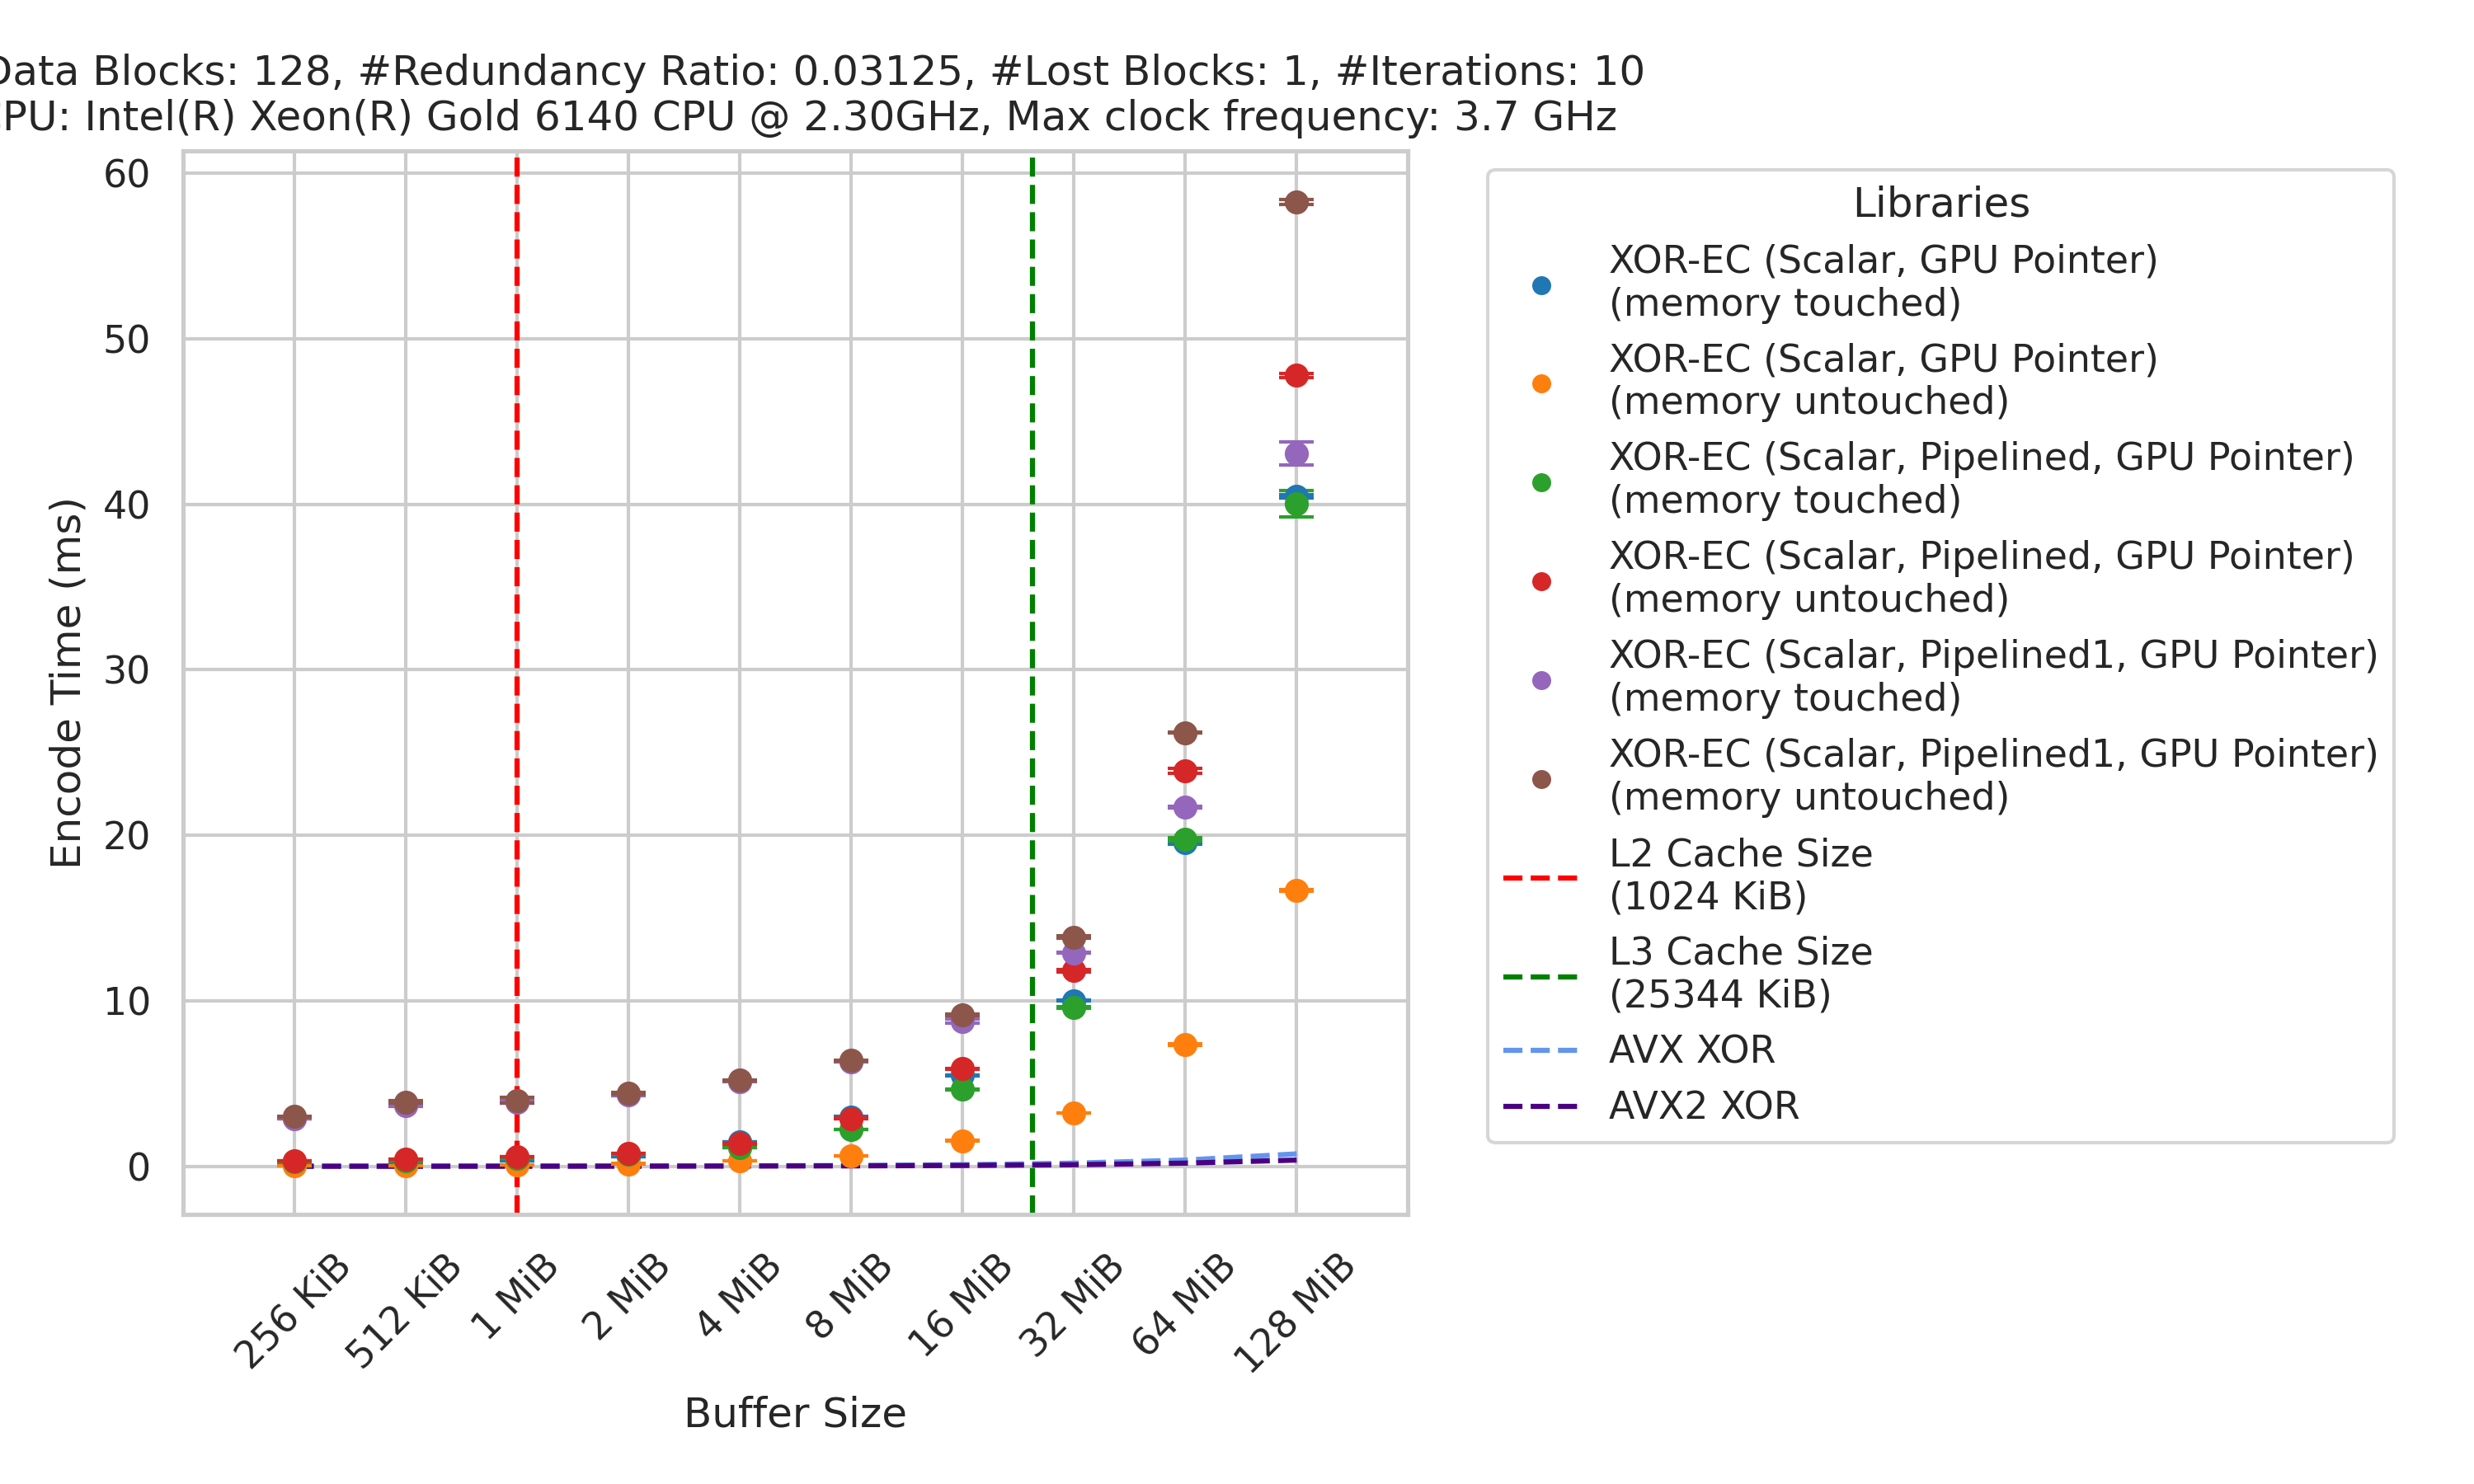 Data Blocks: 128, #Redundancy Ratio: 0.03125, #Lost Blocks: 1, #Iterations: 10
PU: Intel(R) Xeon(R) Gold 6140 CPU @ 2.30GHz, Max clock frequency: 3.7 GHz
60
50
40
30
20
10
0
Encode Time (ms)
256 KiB
512 KiB
1 MiB
2 MiB
4 MiB
8 MiB
16 MiB
32 MiB
64 MiB
128 MiB
Buffer Size
Libraries
XOR-EC (Scalar, GPU Pointer)
(memory touched)
XOR-EC (Scalar, GPU Pointer)
(memory untouched)
XOR-EC (Scalar, Pipelined, GPU Pointer)
(memory touched)
XOR-EC (Scalar, Pipelined, GPU Pointer)
(memory untouched)
XOR-EC (Scalar, Pipelined1, GPU Pointer)
(memory touched)
XOR-EC (Scalar, Pipelined1, GPU Pointer)
(memory untouched)
L2 Cache Size
(1024 KiB)
L3 Cache Size
(25344 KiB)
AVX XOR
AVX2 XOR